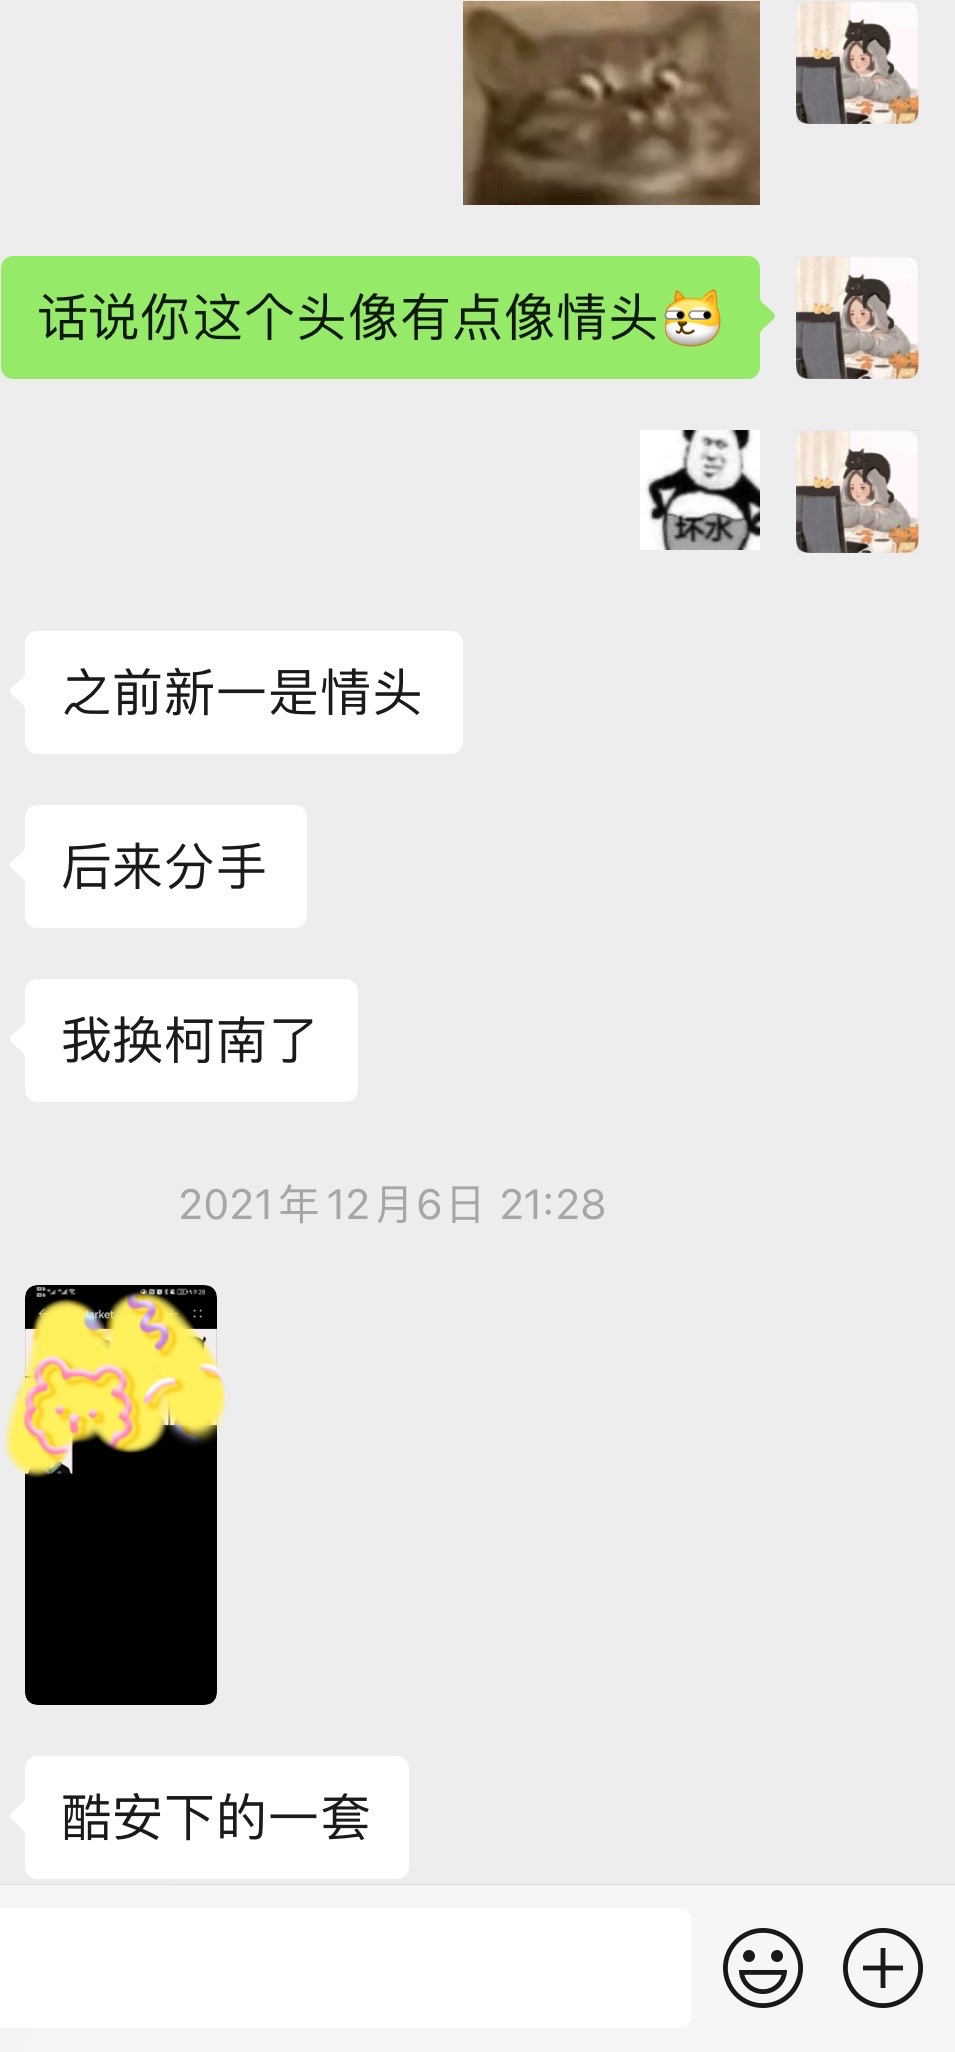 话说你这个头像有点像情头
坏水
之前新一是情头
后来分手
我换柯南了
2021年12月6日 21:28
arket
酷安下的一套